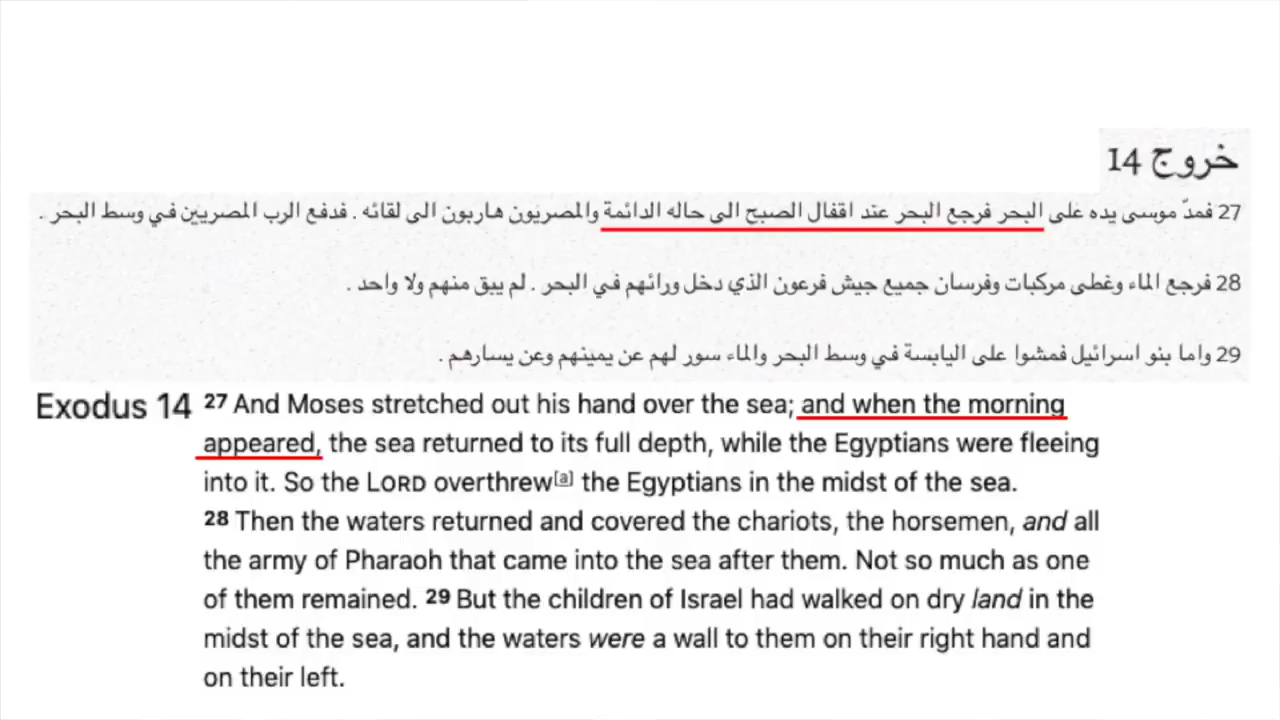 خروج 14
27 فمدّ موسى يده على البحر فرجع البحر عند اقفال الصبح الى حاله الدائمة والمصريون هاربون الى لقائه . فدفع الرب المصريين في وسط البحر .
28 فرجع الماء وغطى مركبات وفرسان جميع جيش فرعون الذي دخل ورائهم في البحر . لم يبق منهم ولا واحد .
29 واما بنو اسرائيل فمشوا على اليابسة في وسط البحر والماء سور لهم عن يمينهم وعن يسارهم .
Exodus 14 27 And Moses stretched out his hand over the sea; and when the morning
appeared, the sea returned to its full depth, while the Egyptians were fleeing
into it. So the LORD overthrew[a] the Egyptians in the midst of the sea.
28 Then the waters returned and covered the chariots, the horsemen, and all
the army of Pharaoh that came into the sea after them. Not so much as one
of them remained. 29 But the children of Israel had walked on dry land in the
midst of the sea, and the waters were a wall to them on their right hand and
on their left.